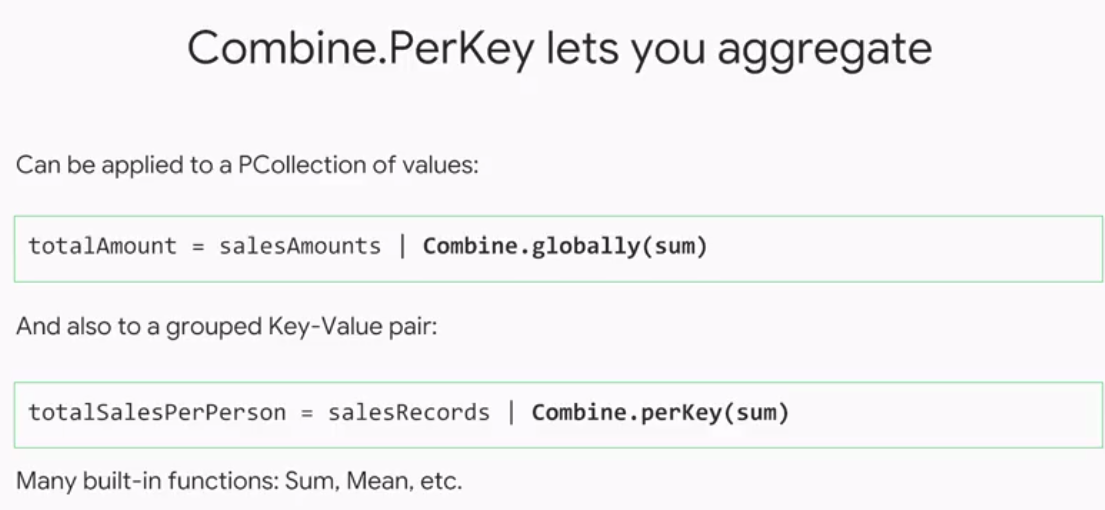 Combine.PerKey lets you aggregate
Can be applied to a PCollection of values:
totalAmount = salesAmounts | Combine.globally(sum)
And also to a grouped Key-Value pair:
totalSalesPerPerson = salesRecords | Combine.perKey(sum)
Many built-in functions: Sum, Mean, etc.